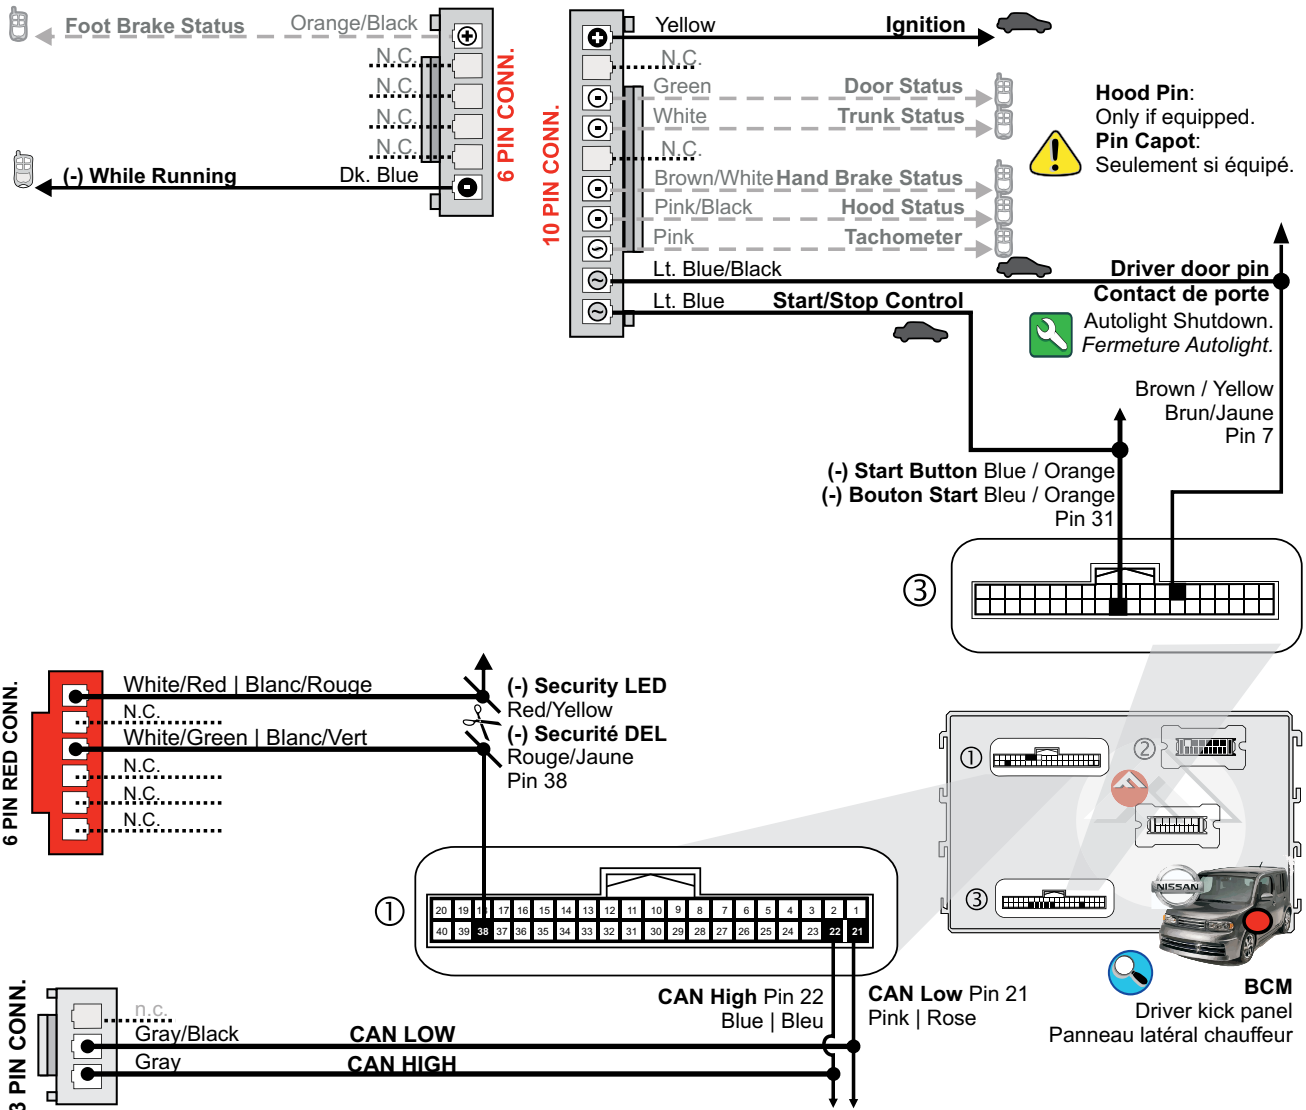 Foot Brake Status Orange/Black
N.C.
N.C.
N.C.
N.C.
(-) While Running Dk. Blue
6 PIN CONN.
10 PIN CONN.
Yellow Ignition
N.C.
Green Door Status
White Trunk Status
N.C.
Brown/White Hand Brake Status
Pink/Black Hood Status
Pink Tachometer
Lt. Blue/Black
Lt. Blue Start/Stop Control
Hood Pin:
Only if equipped.
Pin Capot:
Seulement si équipé.
Driver door pin
Contact de porte
Autolight Shutdown.
Fermeture Autolight.
Brown / Yellow
Brun/Jaune
Pin 7
(-) Start Button Blue / Orange
(-) Bouton Start Bleu / Orange
Pin 31
③
6 PIN RED CONN.
White/Red | Blanc/Rouge
N.C.
White/Green | Blanc/Vert
N.C.
N.C.
N.C.
(-) Security LED
Red/Yellow
(-) Securité DEL
Rouge/Jaune
Pin 38
①
20 19 18 17 16 15 14 13 12 11 10 9 8 7 6 5 4 3 2 1
40 39 38 37 36 35 34 33 32 31 30 29 28 27 26 25 24 23 22 21
①
②
③
NISSAN
BCM
Driver kick panel
Panneau latéral chauffeur
CAN High Pin 22
Blue | Bleu
CAN Low Pin 21
Pink | Rose
3 PIN CONN.
n.c.
Gray/Black CAN LOW
Gray CAN HIGH